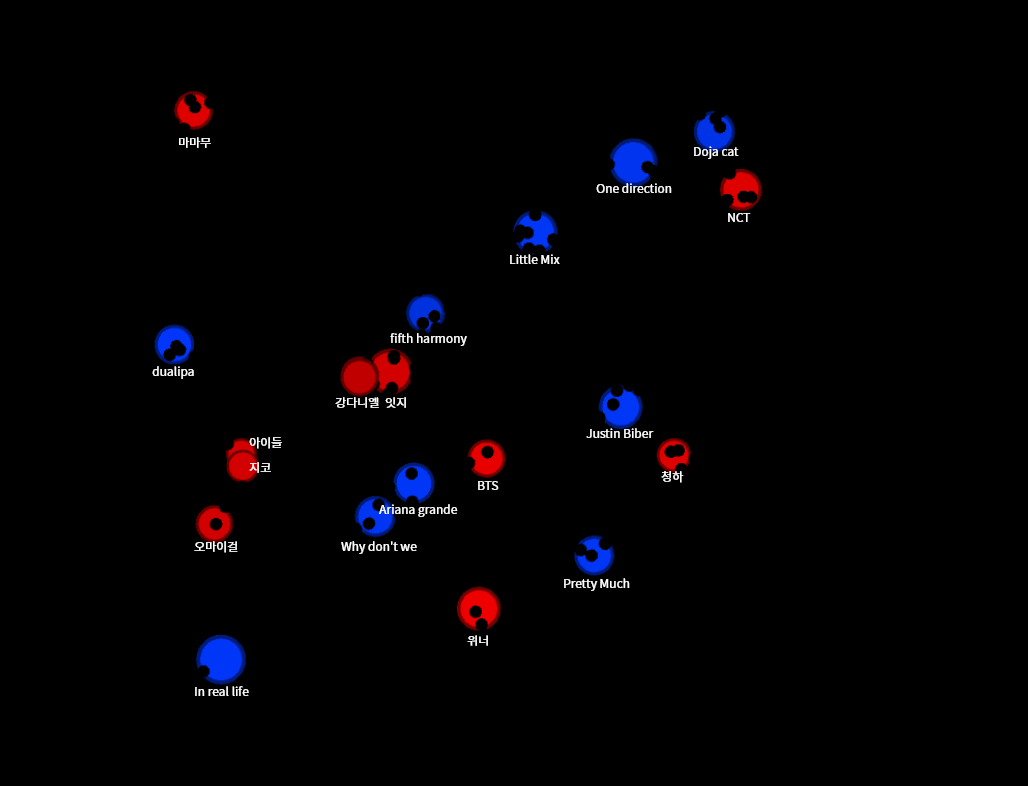 마마무
Doja cat
One direction
NCT
Little Mix
fifth harmony
dualipa
강다니엘
잇지
Justin Biber
아이들
지코
청하
BTS
Ariana grande
오마이걸
Why don't we
Pretty Much
위너
In real life